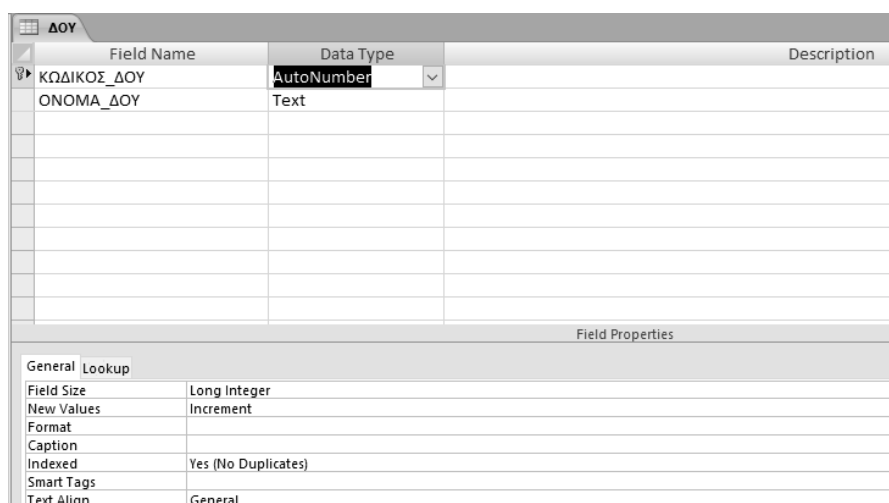 ΔΟΥ
Field Name Data Type Description
ΚΩΔΙΚΟΣ_ΔΟΥ AutoNumber
ΟΝΟΜΑ_ΔΟΥ Text
Field Properties
General Lookup
Field Size Long Integer
New Values Increment
Format
Caption
Indexed Yes (No Duplicates)
Smart Tags
Text Align General